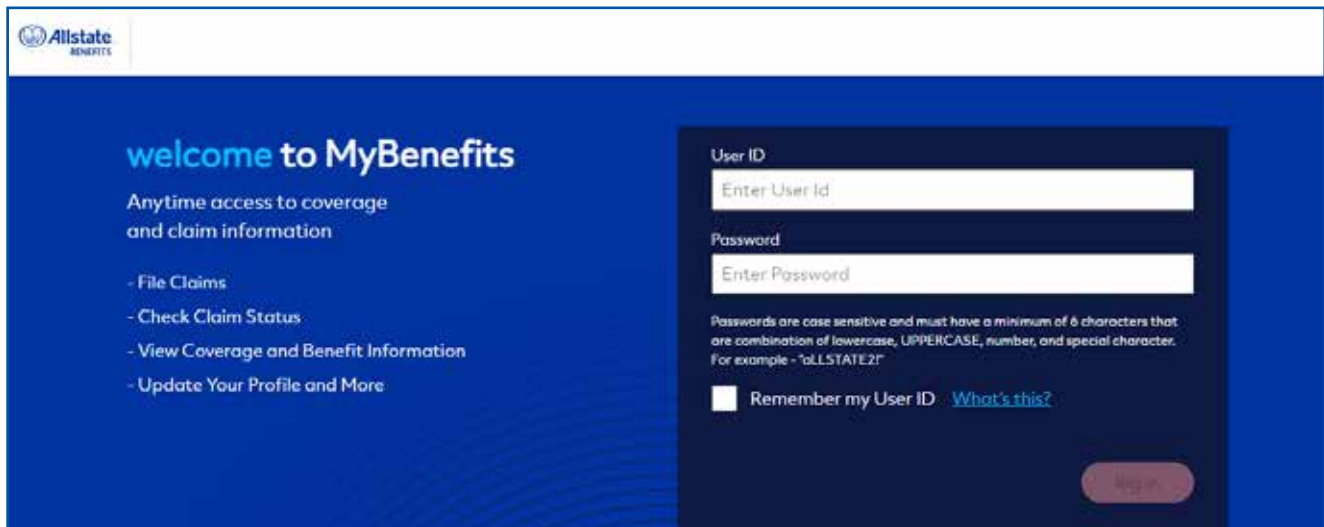 Allstate
BENEFITS
welcome to MyBenefits
Anytime access to coverage
and claim information
- File Claims
- Check Claim Status
- View Coverage and Benefit Information
- Update Your Profile and More
User ID
Enter User Id
Password
Enter Password
Passwords are case sensitive and must have a minimum of 6 characters that
are combination of lowercase, UPPERCASE, number, and special character.
For example - "aLLSTATE2!"
Remember my User ID What's this?
log in